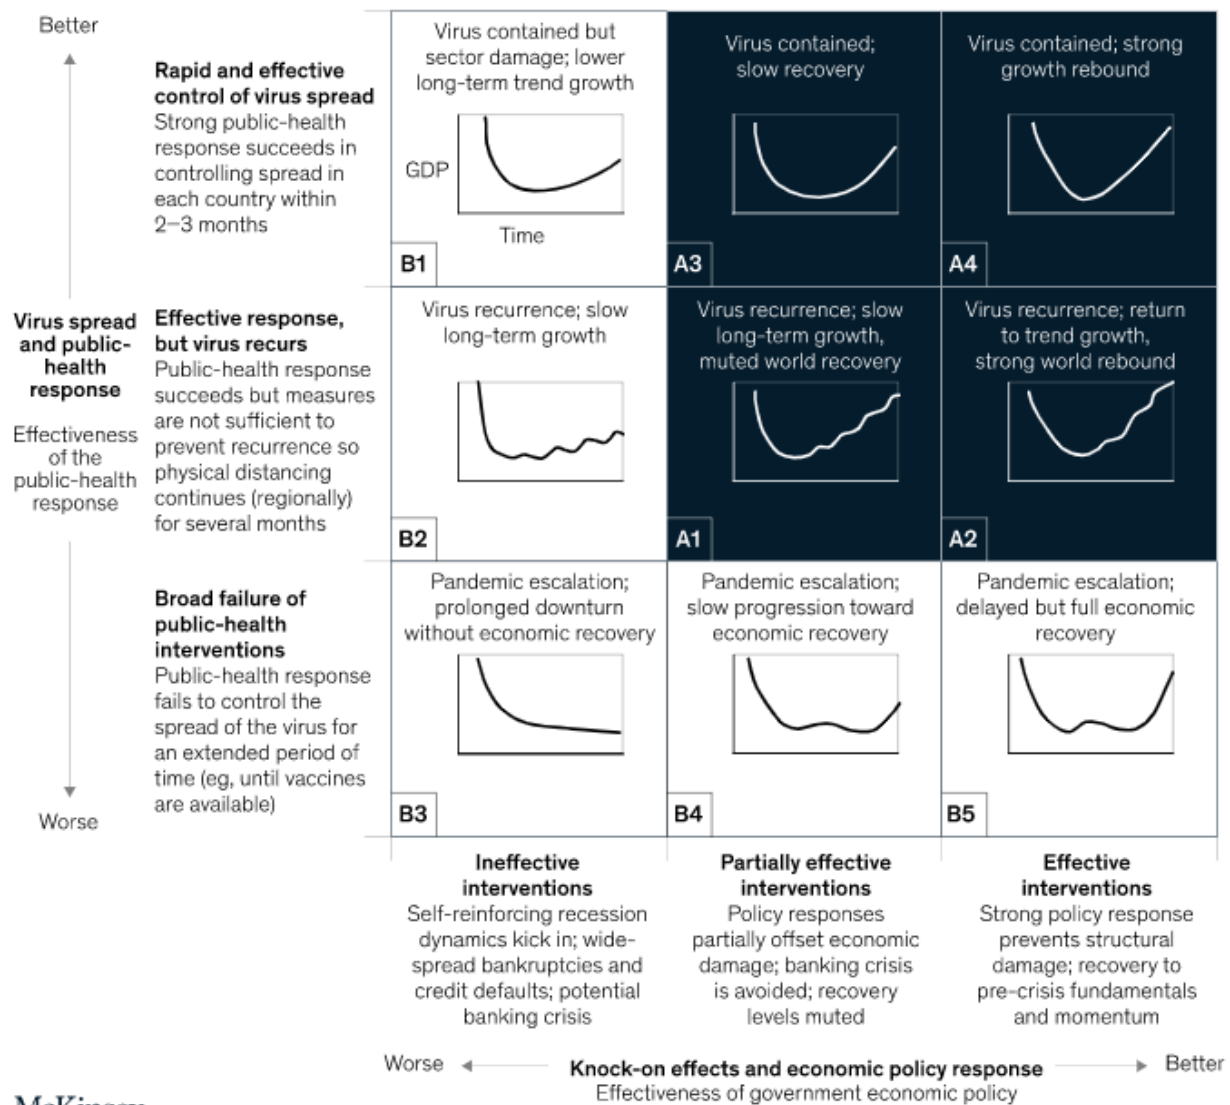 Better
Rapid and effective
control of virus spread
Strong public-health
response succeeds in
controlling spread in
each country within
2–3 months
Virus contained but
sector damage; lower
long-term trend growth
GDP
Time
B1
Virus contained;
slow recovery
A3
Virus contained; strong
growth rebound
A4
Virus spread
and public-
health
response
Effectiveness
of the
public-health
response
Effective response,
but virus recurs
Public-health response
succeeds but measures
are not sufficient to
prevent recurrence so
physical distancing
continues (regionally)
for several months
Virus recurrence; slow
long-term growth
B2
Virus recurrence; slow
long-term growth,
muted world recovery
A1
Virus recurrence; return
to trend growth,
strong world rebound
A2
Broad failure of
public-health
interventions
Public-health response
fails to control the
spread of the virus for
an extended period of
time (eg, until vaccines
are available)
Worse
Pandemic escalation;
prolonged downturn
without economic recovery
B3
Pandemic escalation;
slow progression toward
economic recovery
B4
Pandemic escalation;
delayed but full economic
recovery
B5
Ineffective
interventions
Self-reinforcing recession
dynamics kick in; wide-
spread bankruptcies and
credit defaults; potential
banking crisis
Partially effective
interventions
Policy responses
partially offset economic
damage; banking crisis
is avoided; recovery
levels muted
Effective
interventions
Strong policy response
prevents structural
damage; recovery to
pre-crisis fundamentals
and momentum
Worse
Knock-on effects and economic policy response
Better
Effectiveness of government economic policy